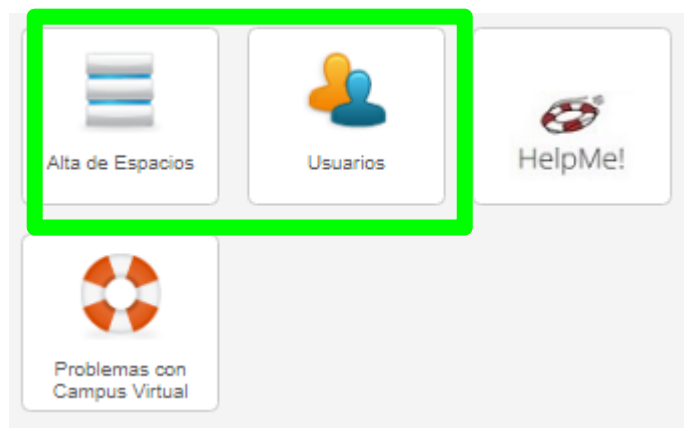 Alta de Espacios
Usuarios
HelpMe!
Problemas con
Campus Virtual